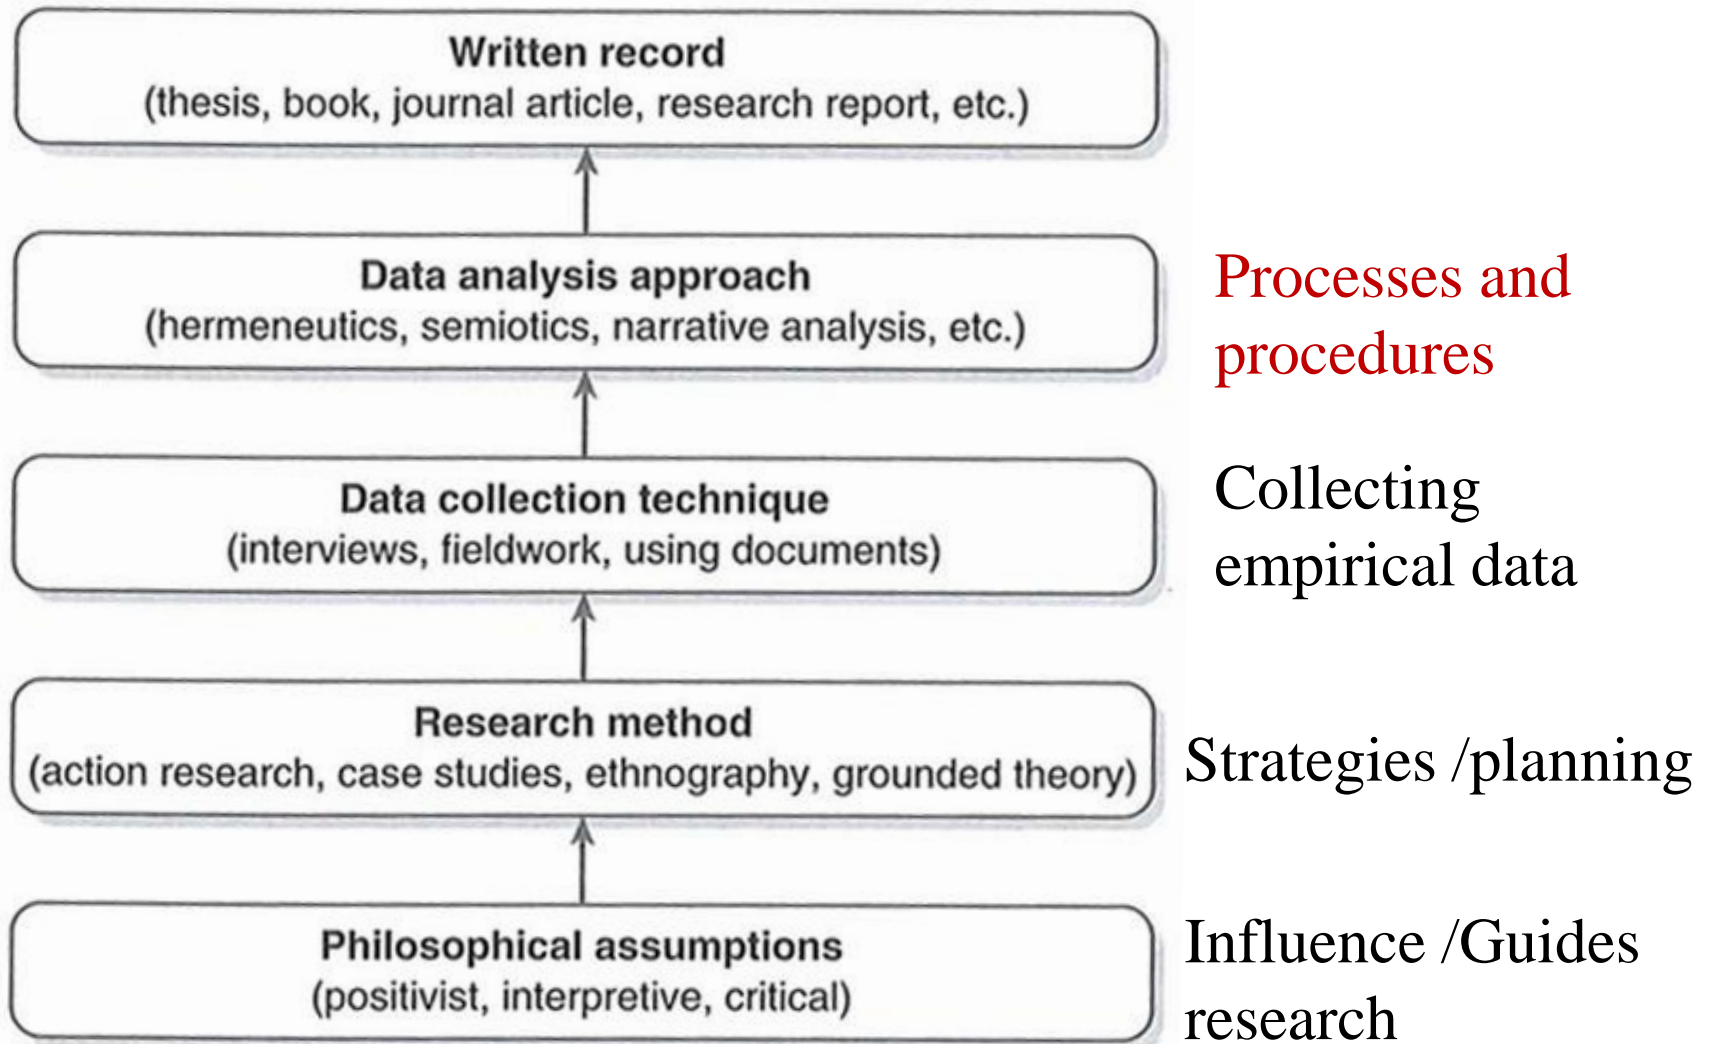 Written record
(thesis, book, journal article, research report, etc.)
Data analysis approach
(hermeneutics, semiotics, narrative analysis, etc.)
Processes and
procedures
Data collection technique
(interviews, fieldwork, using documents)
Collecting
empirical data
Research method
(action research, case studies, ethnography, grounded theory)
Strategies /planning
Philosophical assumptions
(positivist, interpretive, critical)
Influence /Guides
research